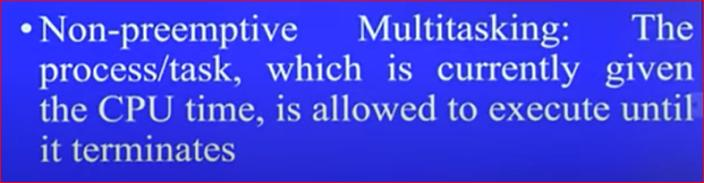 • Non-preemptive Multitasking: The
process/task, which is currently given
the CPU time, is allowed to execute until
it terminates